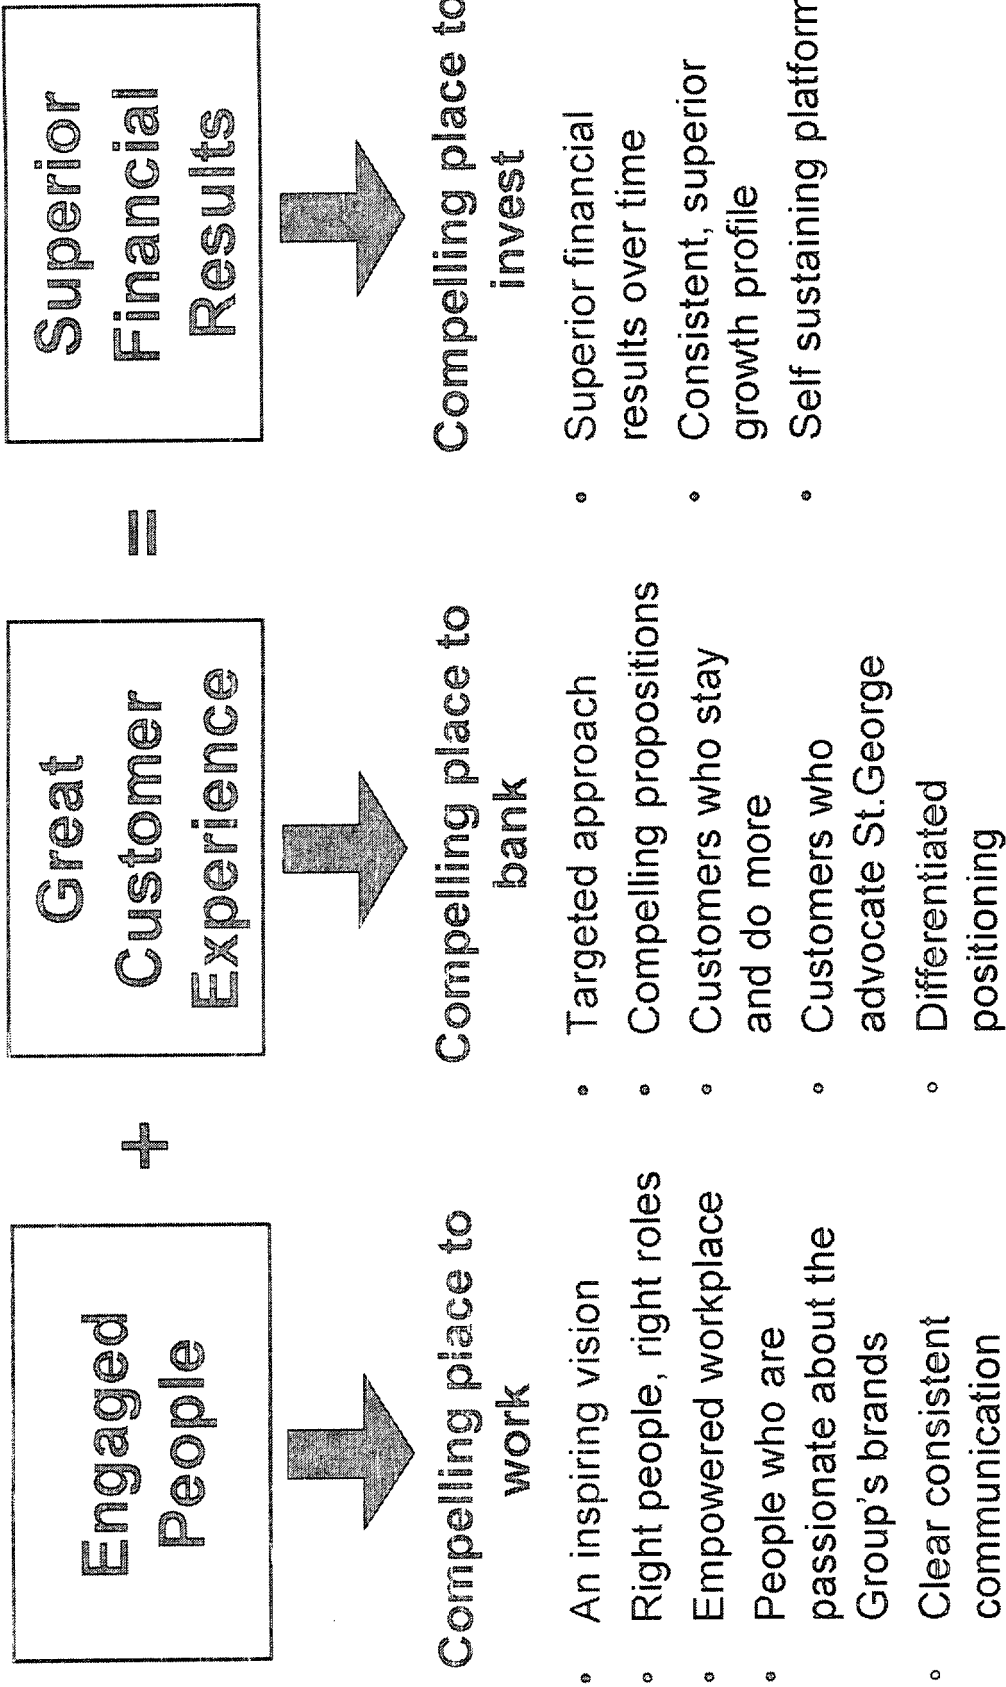 Engaged
People
+
Great
Customer
Experience
=
Superior
Financial
Results
Compelling place to
work
• An inspiring vision
• Right people, right roles
• Empowered workplace
• People who are
passionate about the
Group's brands
• Clear consistent
communication
Compelling place to
bank
• Targeted approach
• Compelling propositions
• Customers who stay
and do more
• Customers who
advocate St.George
• Differentiated
positioning
Compelling place to
invest
• Superior financial
results over time
• Consistent, superior
growth profile
• Self sustaining platform